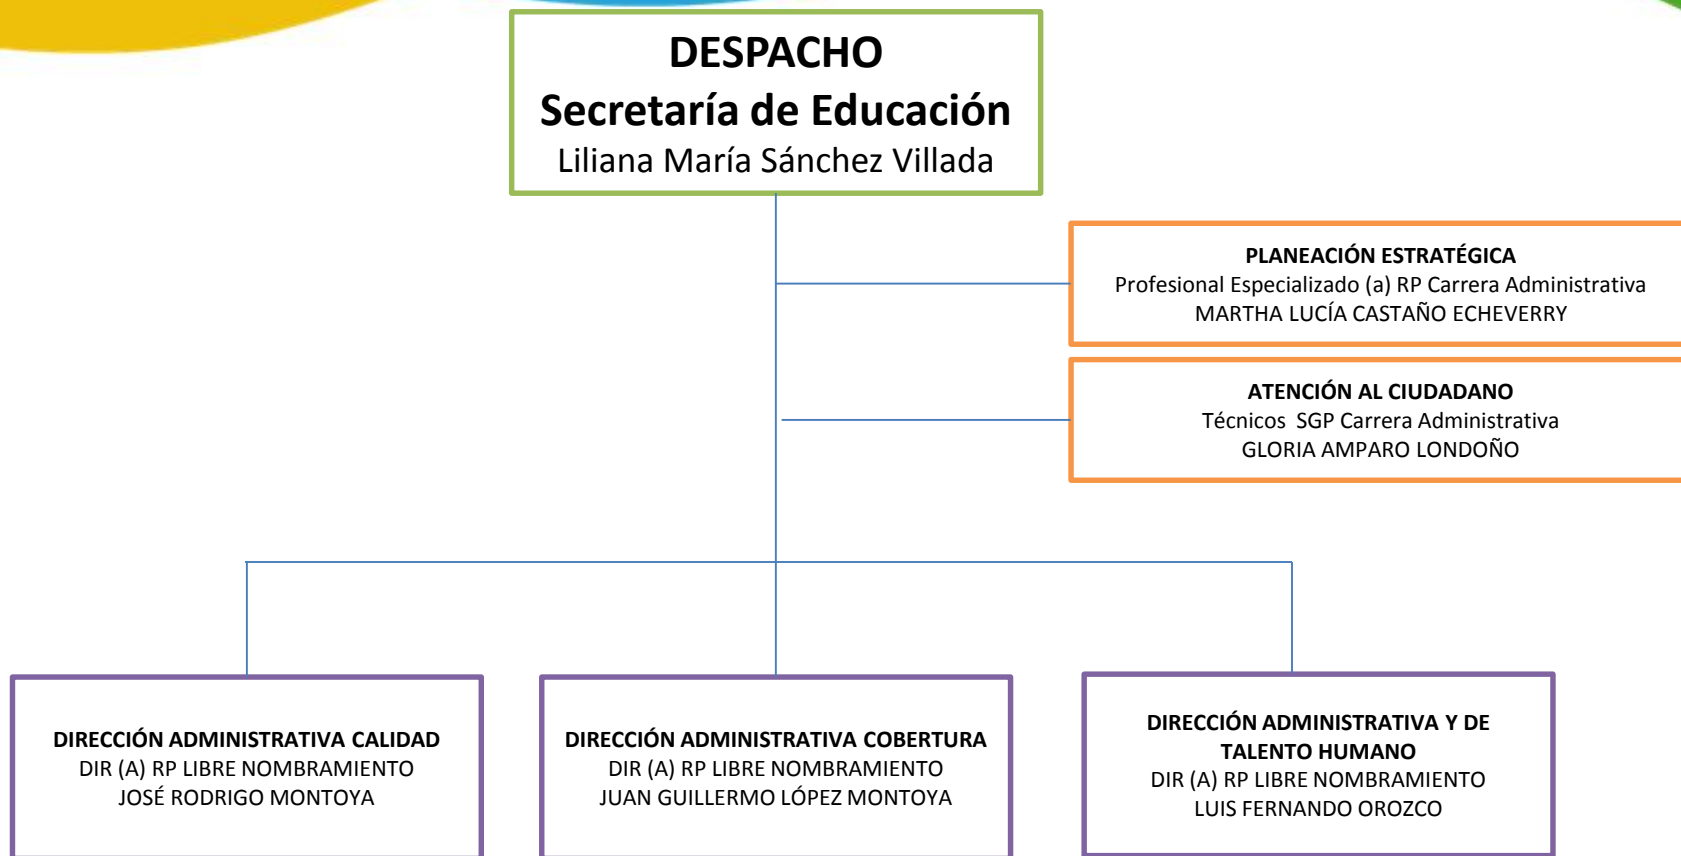 DESPACHO
Secretaría de Educación
Liliana María Sánchez Villada
PLANEACIÓN ESTRATÉGICA
Profesional Especializado (a) RP Carrera Administrativa
MARTHA LUCÍA CASTAÑO ECHEVERRY
ATENCIÓN AL CIUDADANO
Técnicos  SGP Carrera Administrativa
GLORIA AMPARO LONDOÑO
DIRECCIÓN ADMINISTRATIVA CALIDAD
DIR (A) RP LIBRE NOMBRAMIENTO
JOSÉ RODRIGO MONTOYA
DIRECCIÓN ADMINISTRATIVA COBERTURA
DIR (A) RP LIBRE NOMBRAMIENTO
JUAN GUILLERMO LÓPEZ MONTOYA
DIRECCIÓN ADMINISTRATIVA Y DE
TALENTO HUMANO
DIR (A) RP LIBRE NOMBRAMIENTO
LUIS FERNANDO OROZCO